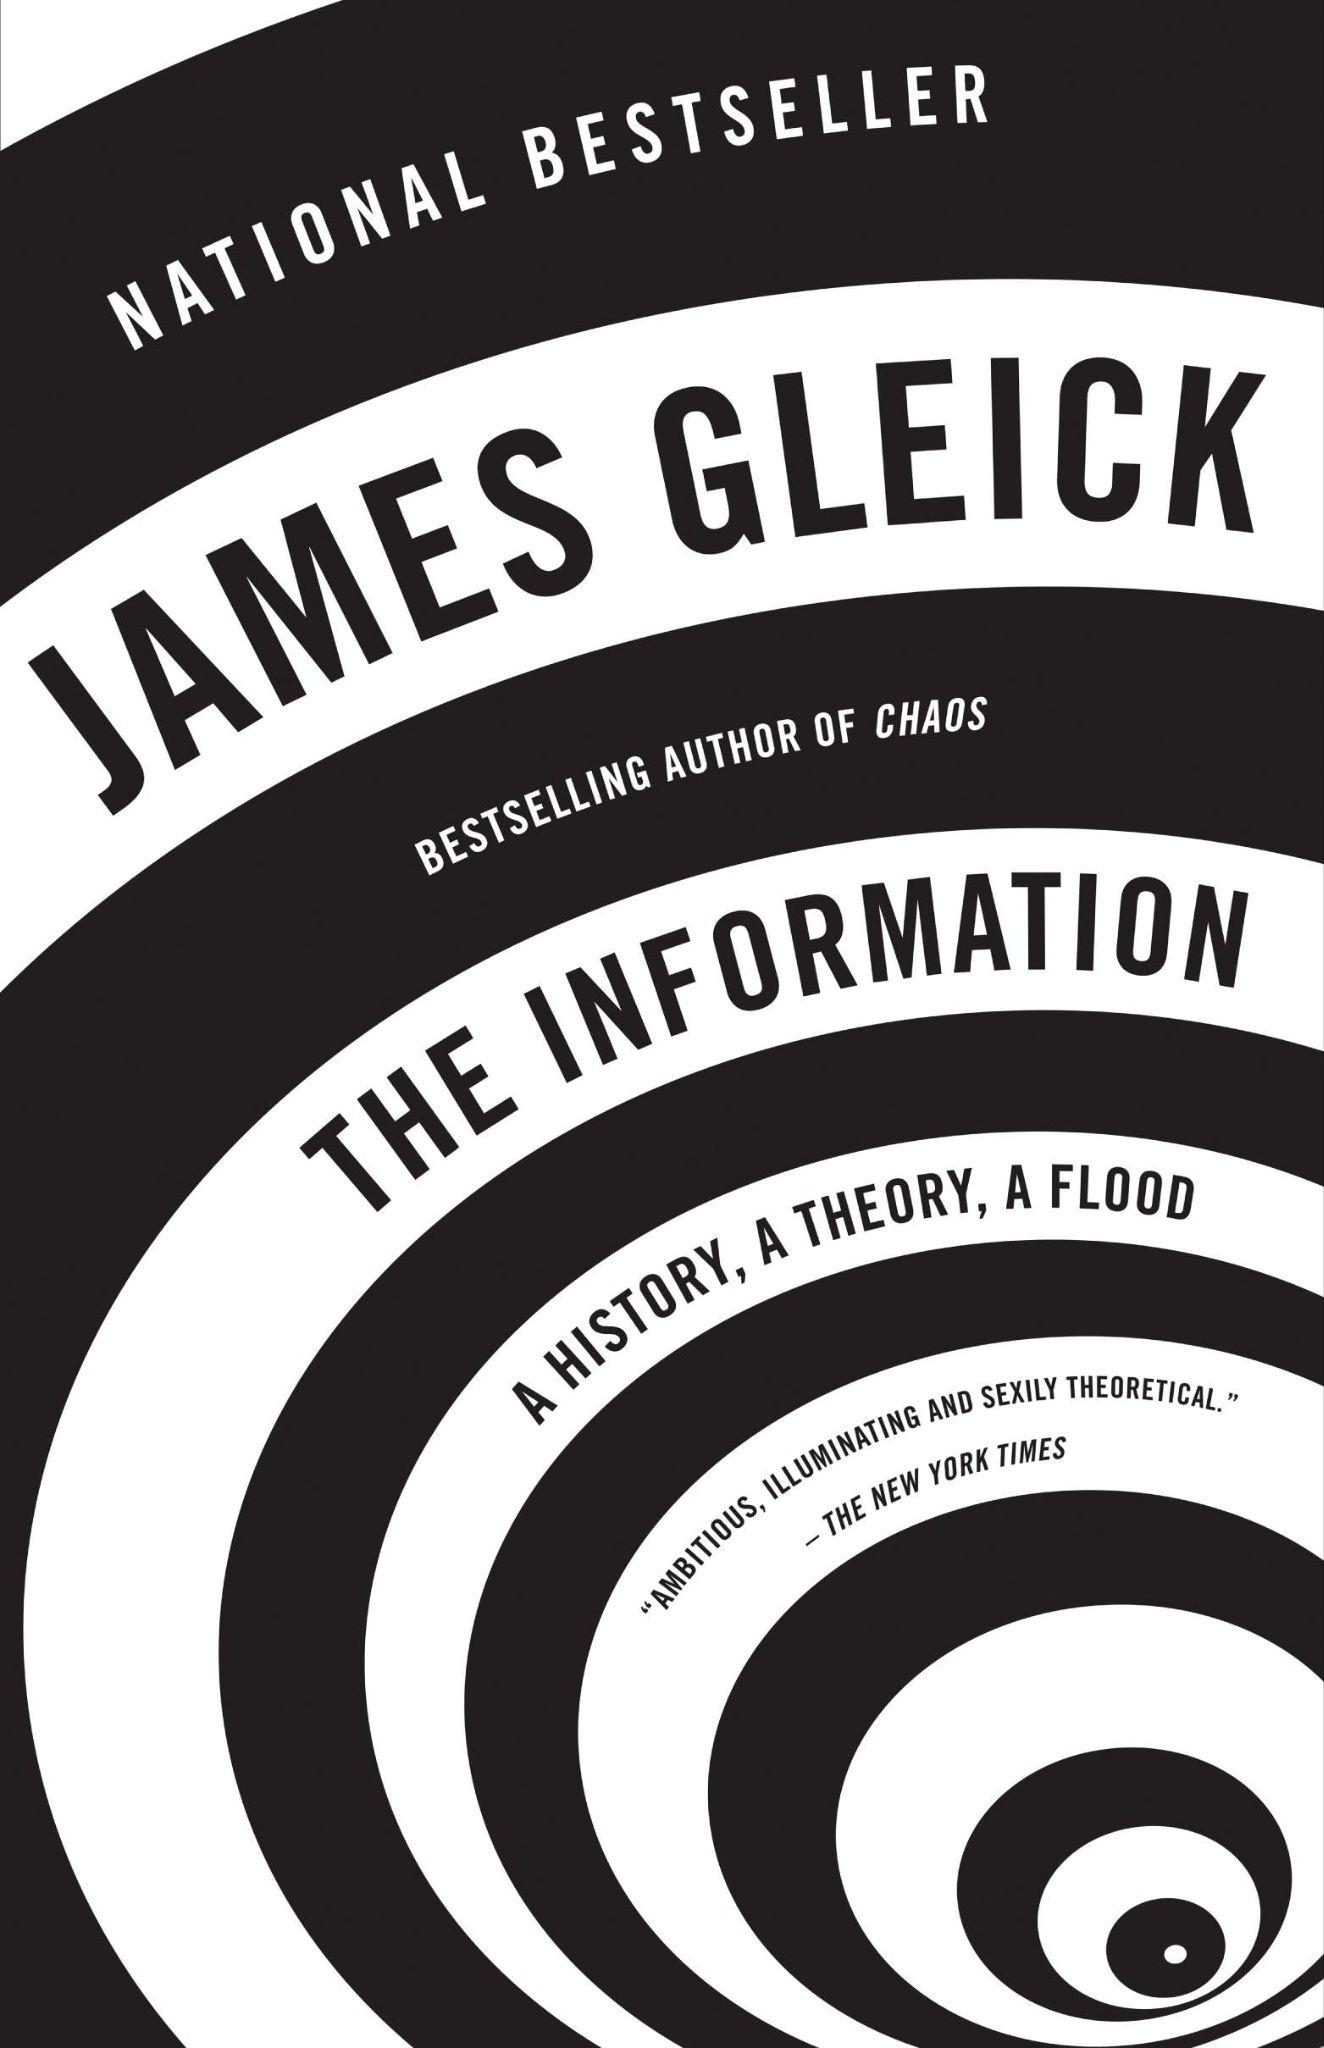 NATIONAL BESTSELLER
JAMES GLEICK
BESTSELLING AUTHOR OF CHAOS
THE INFORMATION
A HISTORY, A THEORY, A FLOOD
“AMBITIOUS, ILLUMINATING AND SEXILY THEORETICAL.”
– THE NEW YORK TIMES